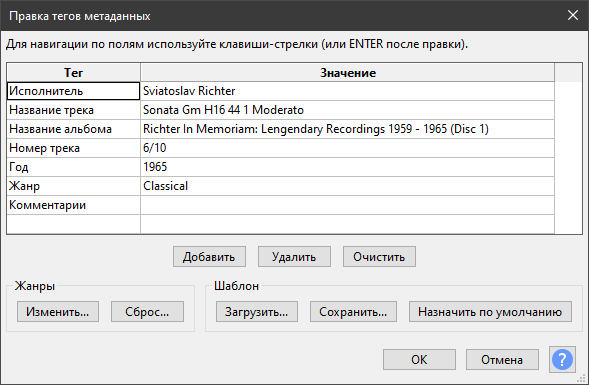 Правка тегов метаданных
Для навигации по полям используйте клавиши-стрелки (или ENTER после правки).
Тег Значение
Исполнитель Sviatoslav Richter
Название трека Sonata Gm H16 44 1 Moderato
Название альбома Richter In Memoriam: Lengendary Recordings 1959 - 1965 (Disc 1)
Номер трека 6/10
Год 1965
Жанр Classical
Комментарии
Добавить Удалить Очистить
Жанры Шаблон
Изменить... Сброс... Загрузить... Сохранить... Назначить по умолчанию
ОК Отмена ?